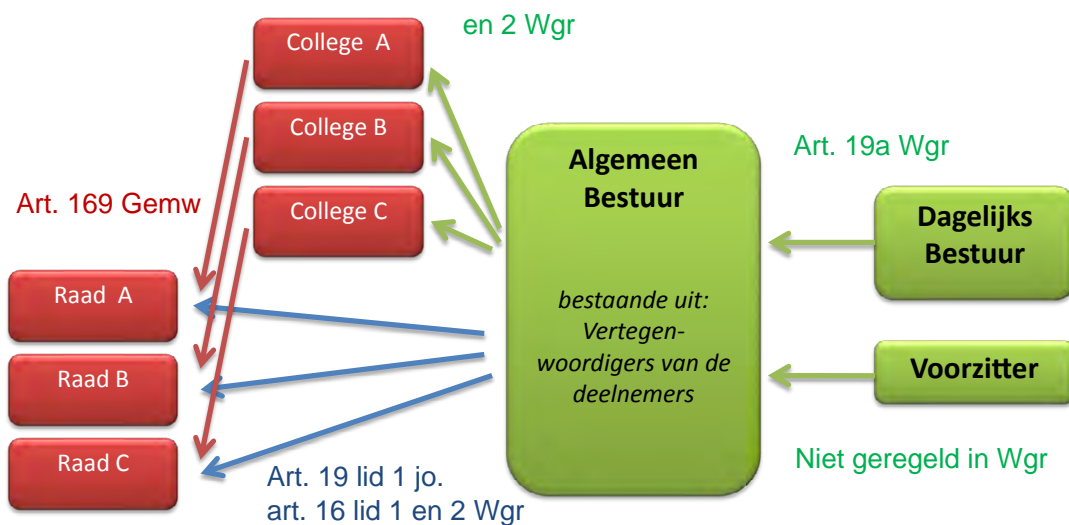 en 2 Wgr
College A
College B
College C
Art. 169 Gemw
Raad A
Raad B
Raad C
Art. 19 lid 1 jo.
art. 16 lid 1 en 2 Wgr
Algemeen
Bestuur
bestaande uit:
Vertegen-
woordigers van de
deelnemers
Art. 19a Wgr
Dagelijks
Bestuur
Voorzitter
Niet geregeld in Wgr